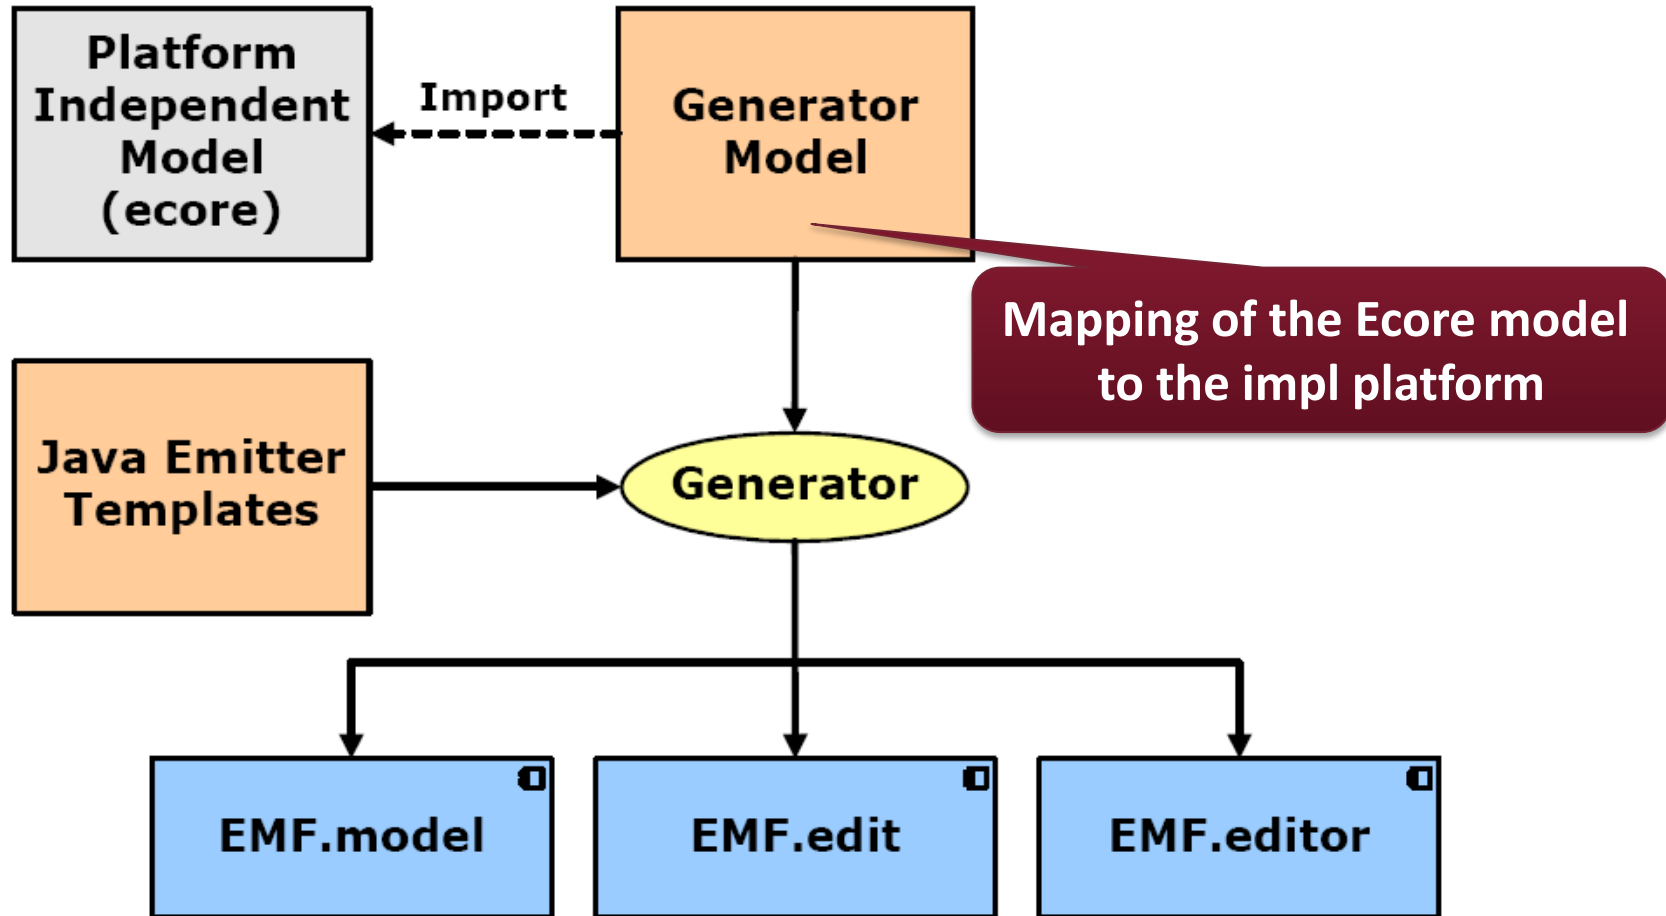 Platform
Independent
Model
(ecore)
Import
Generator
Model
Mapping of the Ecore model
to the impl platform
Java Emitter
Templates
Generator
EMF.model
EMF.edit
EMF.editor